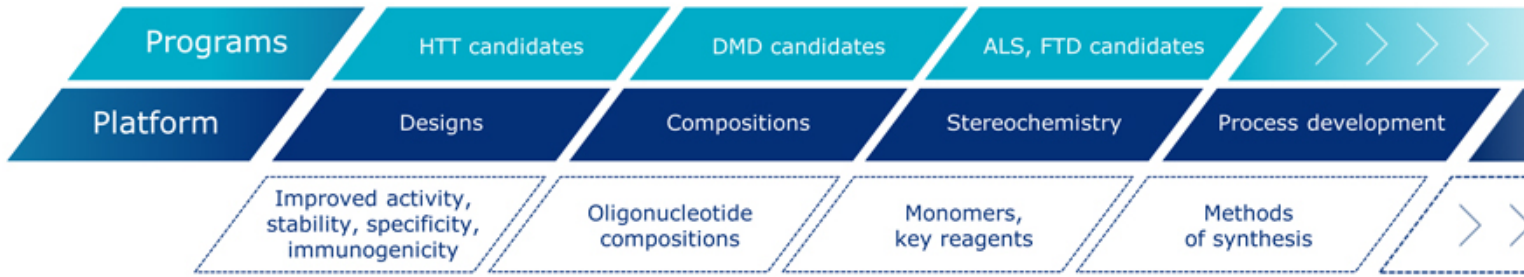 Programs
HTT candidates
DMD candidates
ALS, FTD candidates
Platform
Designs
Compositions
Stereochemistry
Process development
Improved activity,
stability, specificity,
immunogenicity
Oligonucleotide
compositions
Monomers,
key reagents
Methods
of synthesis